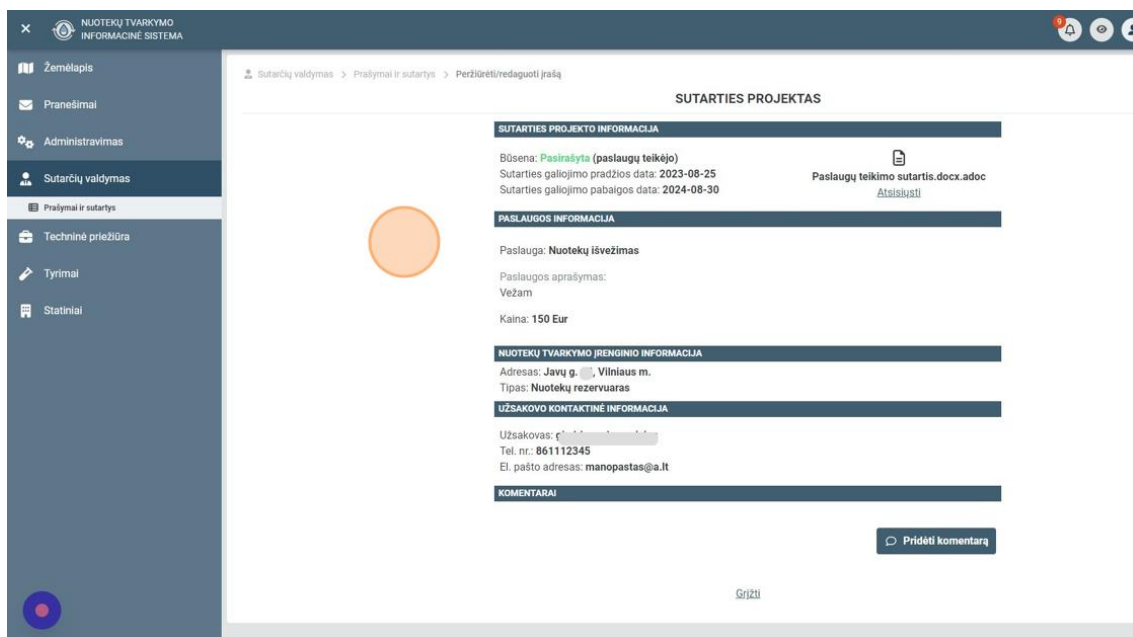 NUOTEKŲ TVARKYMO
INFORMACINĖ SISTEMA
9
Žemėlapis
Pranešimai
Administravimas
Sutarčių valdymas
Prašymai ir sutartys
Techninė priežiūra
Tyrimai
Statiniai
Sutarčių valdymas > Prašymai ir sutartys > Peržiūrėti/redaguoti įrašą
SUTARTIES PROJEKTAS
SUTARTIES PROJEKTO INFORMACIJA
Būsena: Pasirašyta (paslaugų teikėjo)
Sutarties galiojimo pradžios data: 2023-08-25
Sutarties galiojimo pabaigos data: 2024-08-30
Paslaugų teikimo sutartis.docx.adoc
Atsisiųsti
PASLAUGOS INFORMACIJA
Paslauga: Nuotekų išvežimas
Paslaugos aprašymas:
Vežam
Kaina: 150 Eur
NUOTEKŲ TVARKYMO ĮRENGINIO INFORMACIJA
Adresas: Javų g. , Vilniaus m.
Tipas: Nuotekų rezervuaras
UŽSAKOVO KONTAKTINĖ INFORMACIJA
Užsakovas:
Tel. nr.: 861112345
El. pašto adresas: manopastas@a.lt
KOMENTARAI
Pridėti komentarą
Grįžti